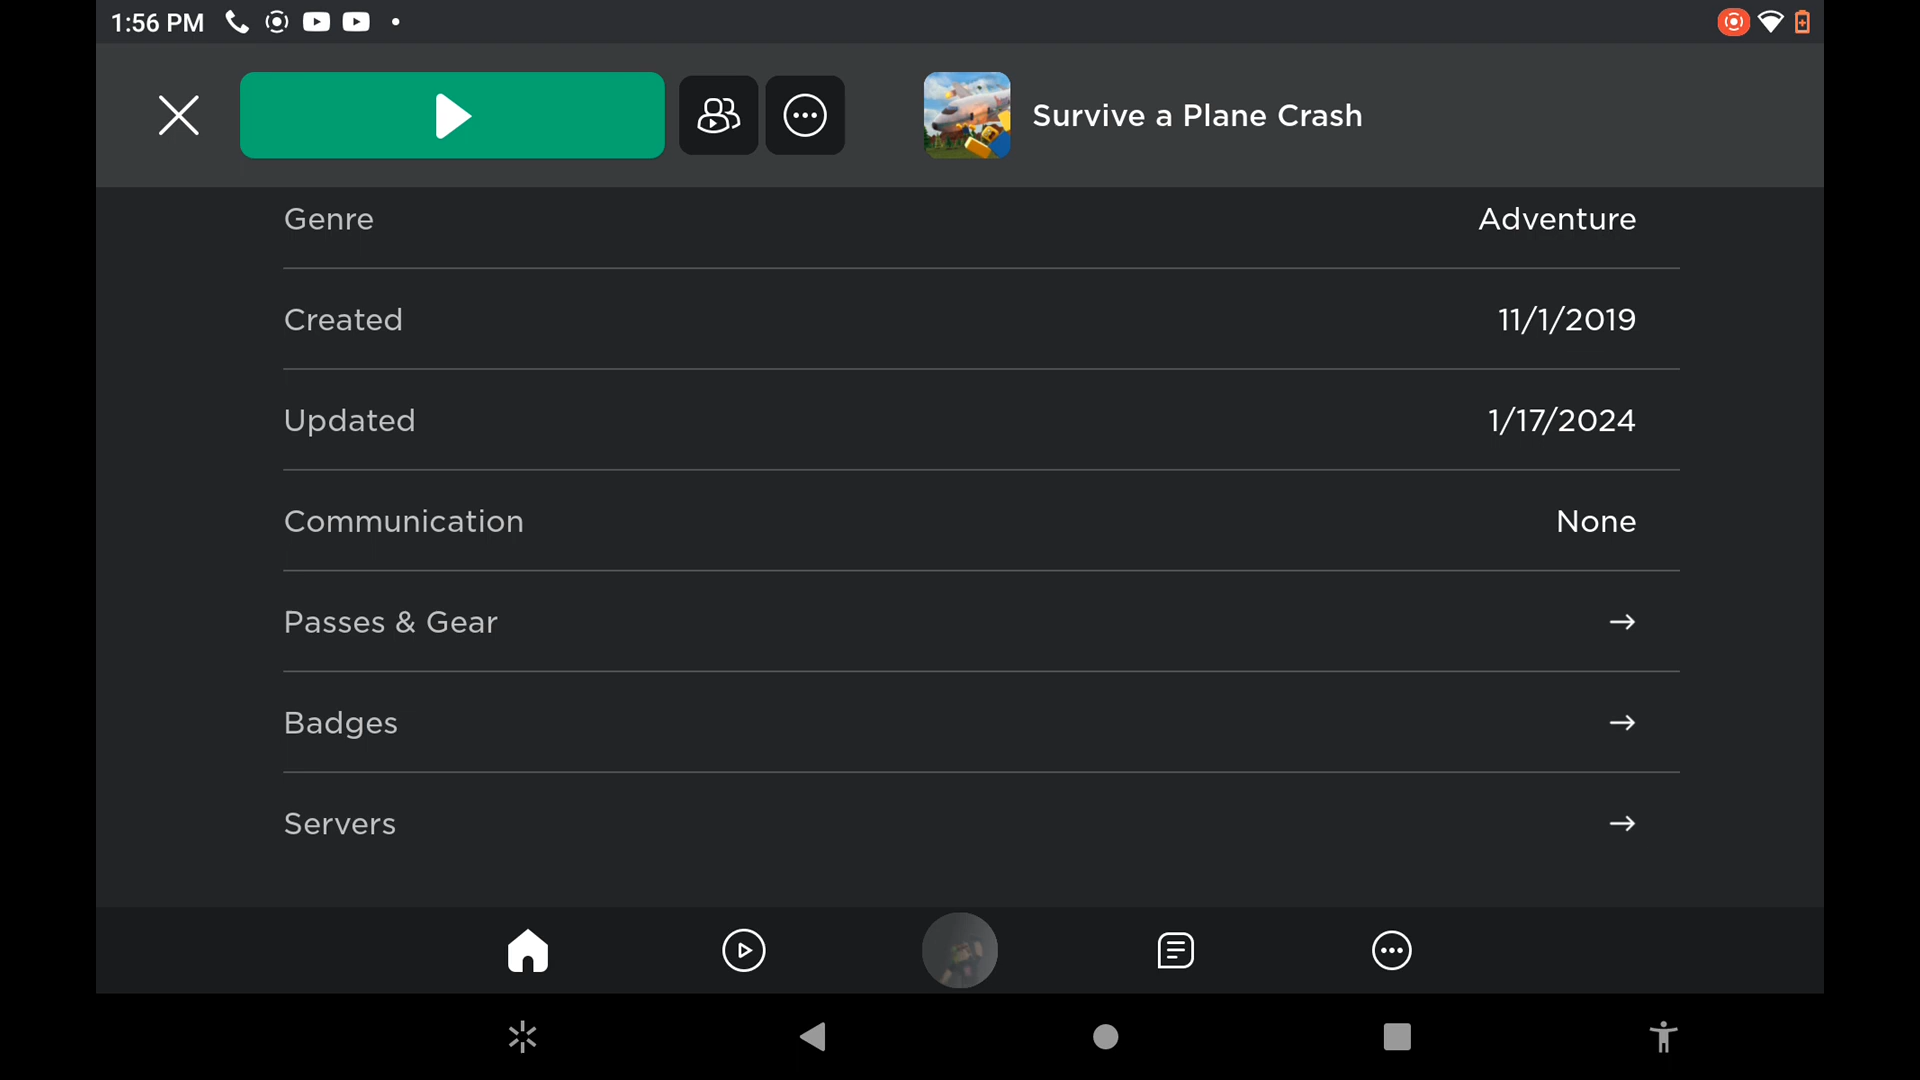 1:56 PM
Survive a Plane Crash
Genre
Adventure
Created
11/1/2019
Updated
1/17/2024
Communication
None
Passes & Gear
Badges
Servers